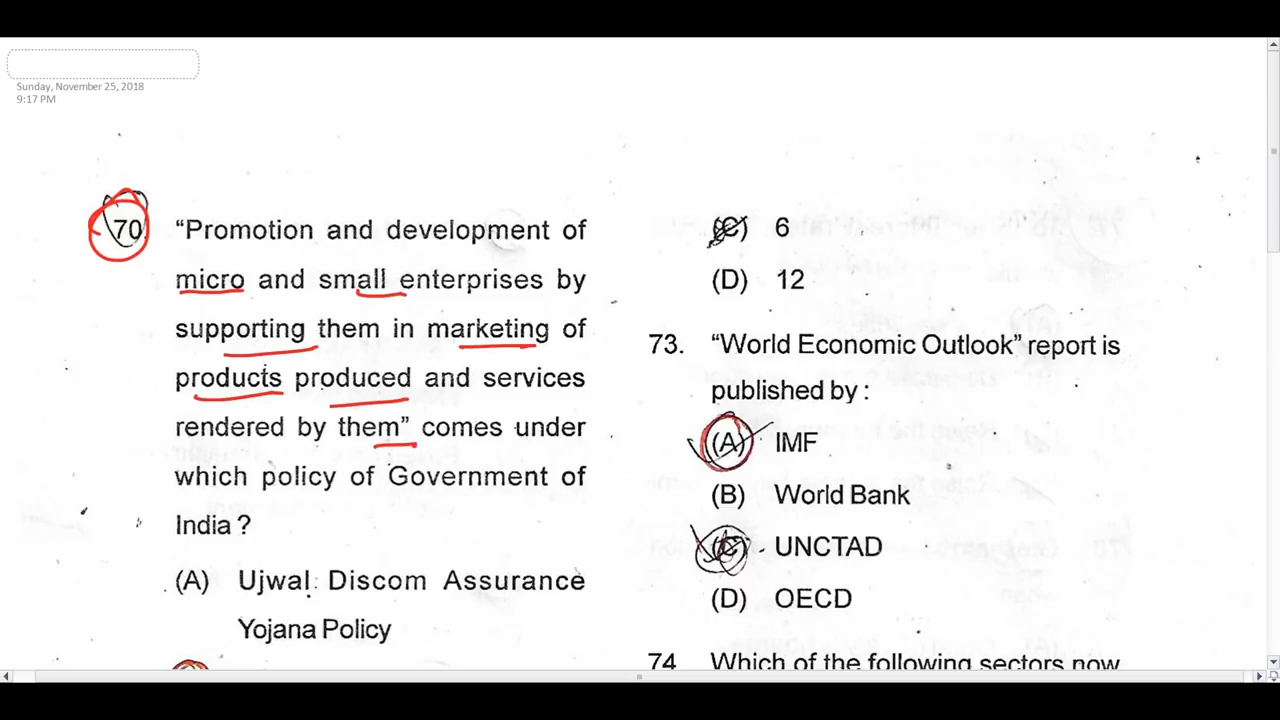 Sunday, November 25, 2018
9:17 PM
70
“Promotion and development of
micro and small enterprises by
supporting them in marketing of
products produced and services
rendered by them” comes under
which policy of Government of
India ?
(A) Ujwal Discom Assurance
Yojana Policy
(C) 6
(D) 12
73. “World Economic Outlook” report is
published by :
(A) IMF
(B) World Bank
(C) UNCTAD
(D) OECD
74 Which of the following sectors now